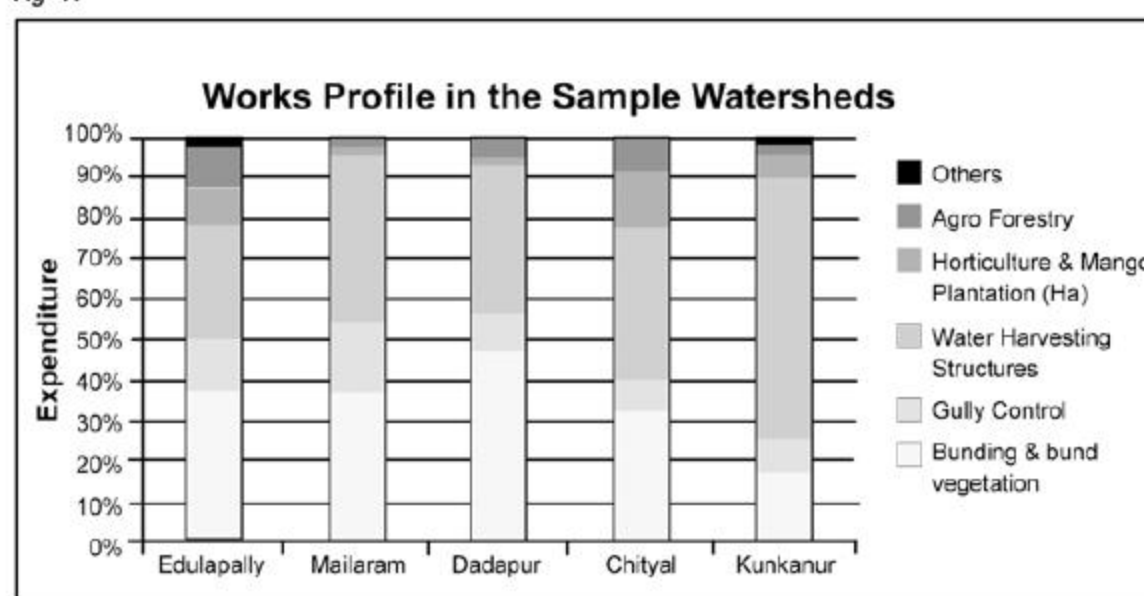 Works Profile in the Sample Watersheds
Expenditure
100%
90%
80%
70%
60%
50%
40%
30%
20%
10%
0%
Edulapally Mailaram Dadapur Chityal Kunkanur
Others
Agro Forestry
Horticulture & Mango
Plantation (Ha)
Water Harvesting
Structures
Gully Control
Bunding & bund
vegetation